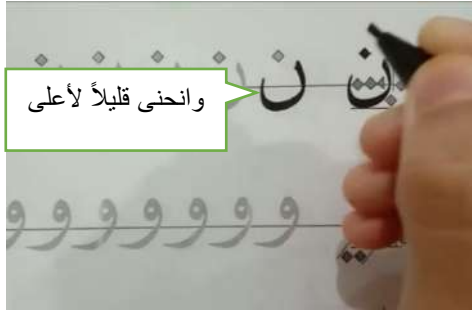 ن ن
وانحنى قليلاً لأعلى
و و و و و و و